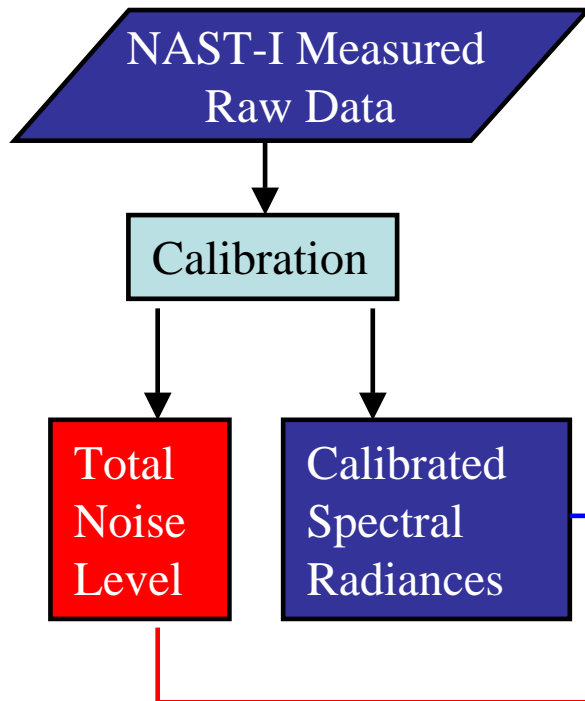 NAST-I Measured
Raw Data
Calibration
Total
Noise
Level
Calibrated
Spectral
Radiances